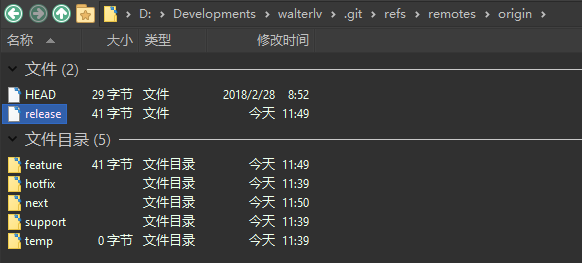 D: › Developments › walterlv › .git › refs › remotes › origin ›
名称 大小 类型 修改时间
文件 (2)
HEAD 29 字节 文件 2018/2/28 8:52
release 41 字节 文件 今天 11:49
文件目录 (5)
feature 41 字节 文件目录 今天 11:49
hotfix 文件目录 今天 11:39
next 文件目录 今天 11:50
support 文件目录 今天 11:39
temp 0 字节 文件目录 今天 11:39